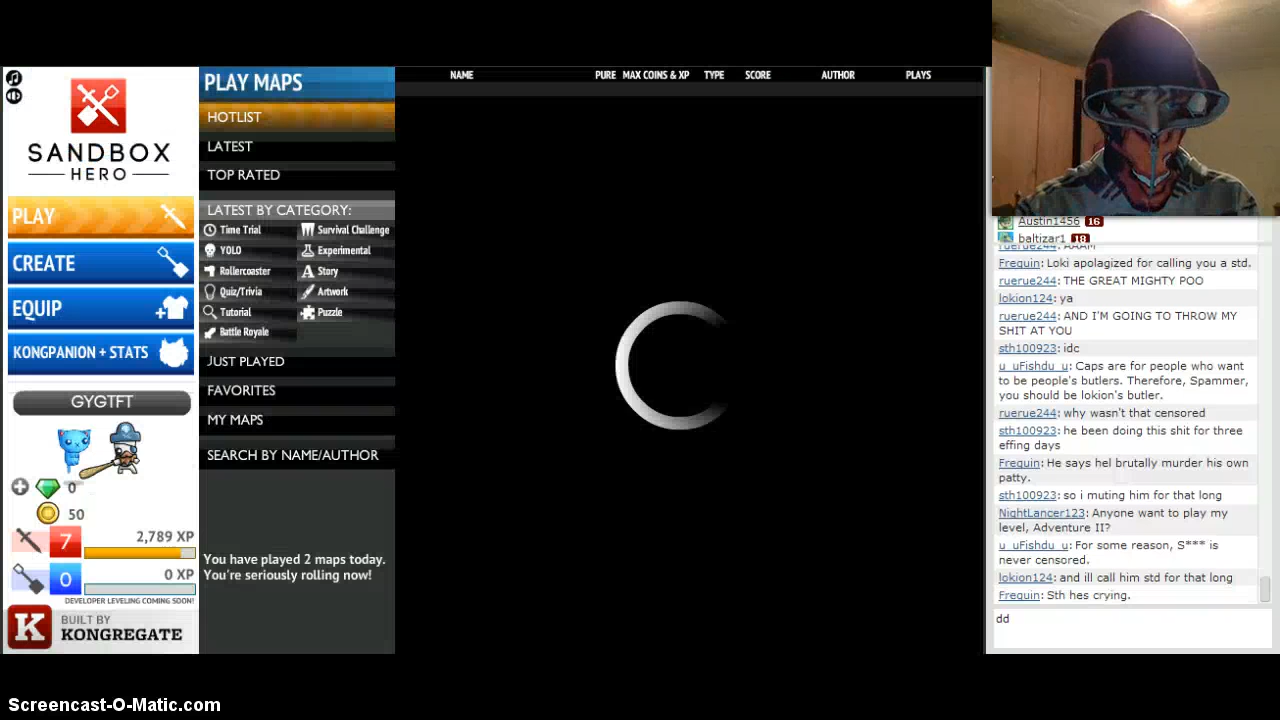 SANDBOX
HERO
PLAY
CREATE
EQUIP
KONGPANION + STATS
GYGTFT
0
50
7
2,789 XP
0
0 XP
DEVELOPER LEVELING COMING SOON!
K
BUILT BY
KONGREGATE
PLAY MAPS
HOTLIST
LATEST
TOP RATED
LATEST BY CATEGORY:
Time Trial
Survival Challenge
YOLO
Experimental
Rollercoaster
Story
Quiz/Trivia
Artwork
Tutorial
Puzzle
Battle Royale
JUST PLAYED
FAVORITES
MY MAPS
SEARCH BY NAME/AUTHOR
You have played 2 maps today.
You're seriously rolling now!
NAME PURE MAX COINS & XP TYPE SCORE AUTHOR PLAYS
Austin1456 16
baltizar1 18
ruerue244: AAAM
Frequin: Loki apolagized for calling you a std.
ruerue244: THE GREAT MIGHTY POO
lokion124: ya
ruerue244: AND I'M GOING TO THROW MY
SHIT AT YOU
sth100923: idc
u_uFishdu_u: Caps are for people who want
to be people's butlers. Therefore, Spammer,
you should be lokion's butler.
ruerue244: why wasn't that censored
sth100923: he been doing this shit for three
effing days
Frequin: He says hel brutally murder his own
patty.
sth100923: so i muting him for that long
NightLancer123: Anyone want to play my
level, Adventure II?
u_uFishdu_u: For some reason, S*** is
never censored.
lokion124: and ill call him std for that long
Frequin: Sth hes crying.
dd
Screencast-O-Matic.com